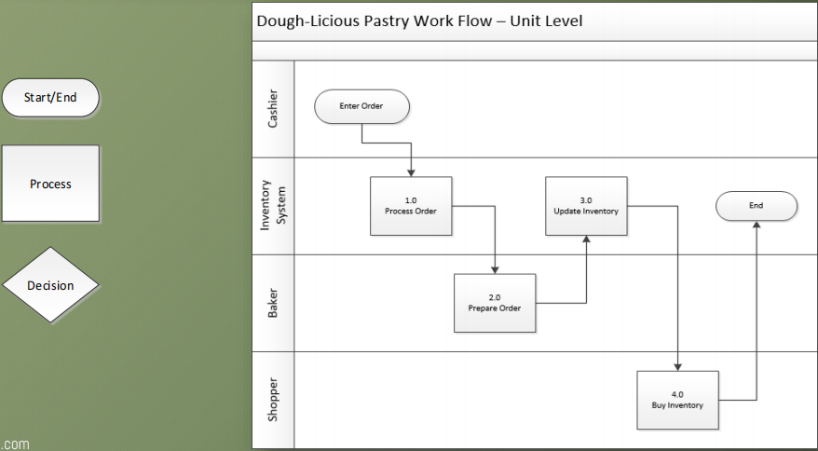 Dough-Licious Pastry Work Flow – Unit Level
Start/End
Process
Decision
Cashier
Enter Order
Inventory
System
1.0
Process Order
3.0
Update Inventory
End
Baker
2.0
Prepare Order
Shopper
4.0
Buy Inventory
.com